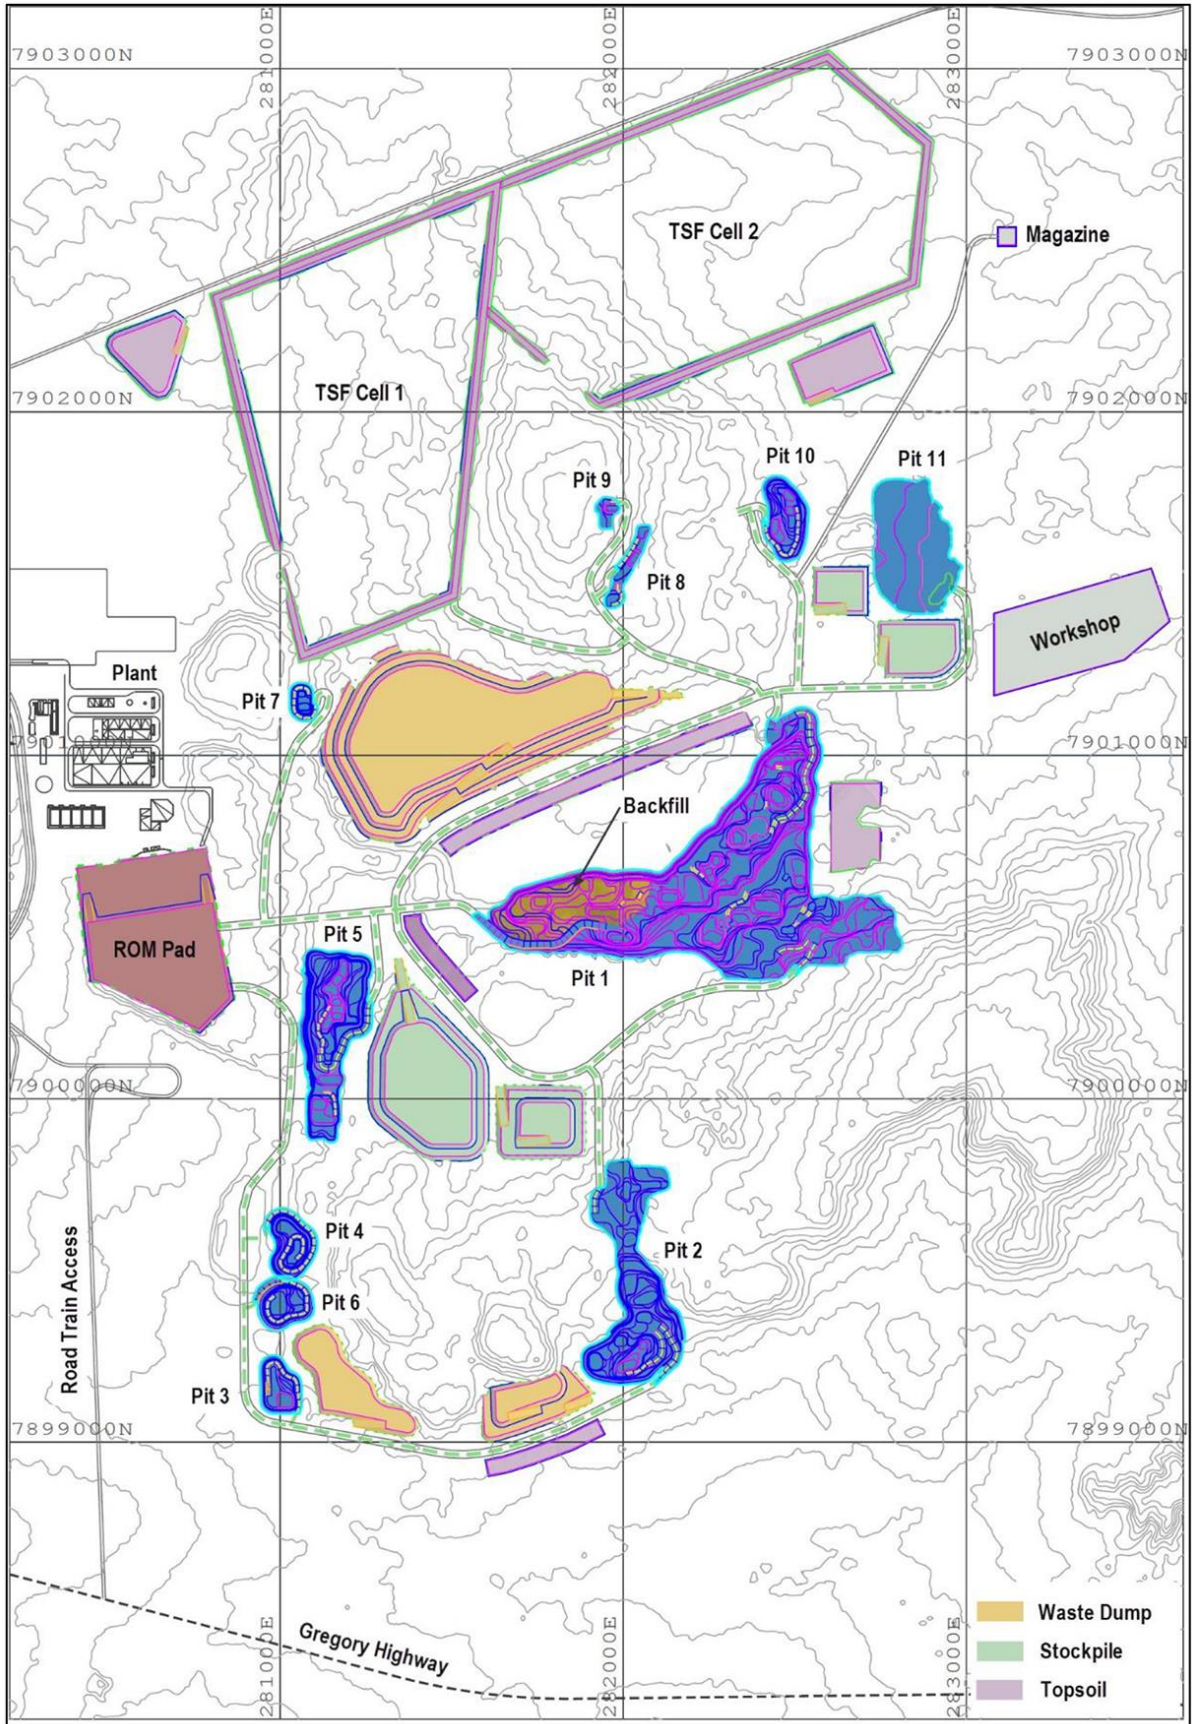 281000E
282000E
283000E
7903000N
7903000N
TSF Cell 2
Magazine
TSF Cell 1
7902000N
7902000N
Pit 10
Pit 11
Pit 9
Pit 8
Workshop
Plant
Pit 7
7901000N
7901000N
Backfill
Pit 5
ROM Pad
Pit 1
7900000N
7900000N
Pit 4
Pit 2
Road Train Access
Pit 6
Pit 3
7899000N
7899000N
281000E
282000E
283000E
Gregory Highway
Waste Dump
Stockpile
Topsoil